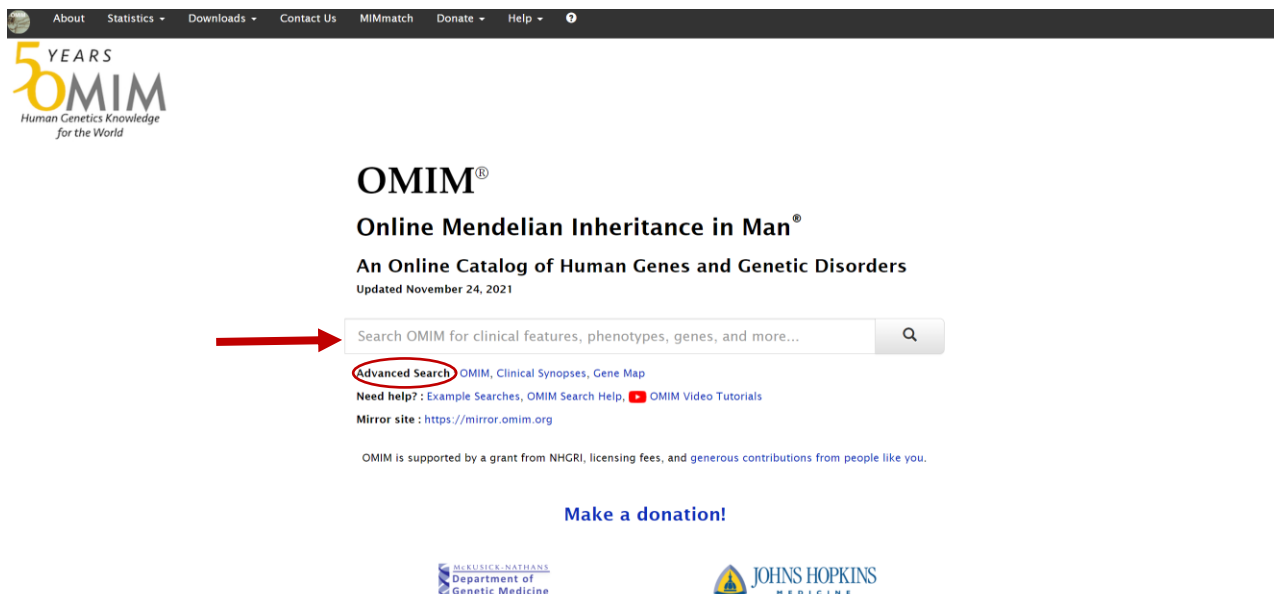 About Statistics Downloads Contact Us MIMmatch Donate Help ?
5 YEARS
OMIM
Human Genetics Knowledge
for the World
OMIM®
Online Mendelian Inheritance in Man®
An Online Catalog of Human Genes and Genetic Disorders
Updated November 24, 2021
Search OMIM for clinical features, phenotypes, genes, and more...
Advanced Search : OMIM, Clinical Synopses, Gene Map
Need help? : Example Searches, OMIM Search Help, OMIM Video Tutorials
Mirror site : https://mirror.omim.org
OMIM is supported by a grant from NHGRI, licensing fees, and generous contributions from people like you.
Make a donation!
McKUSICK-NATHANS
Department of
Genetic Medicine
JOHNS HOPKINS
MEDICINE